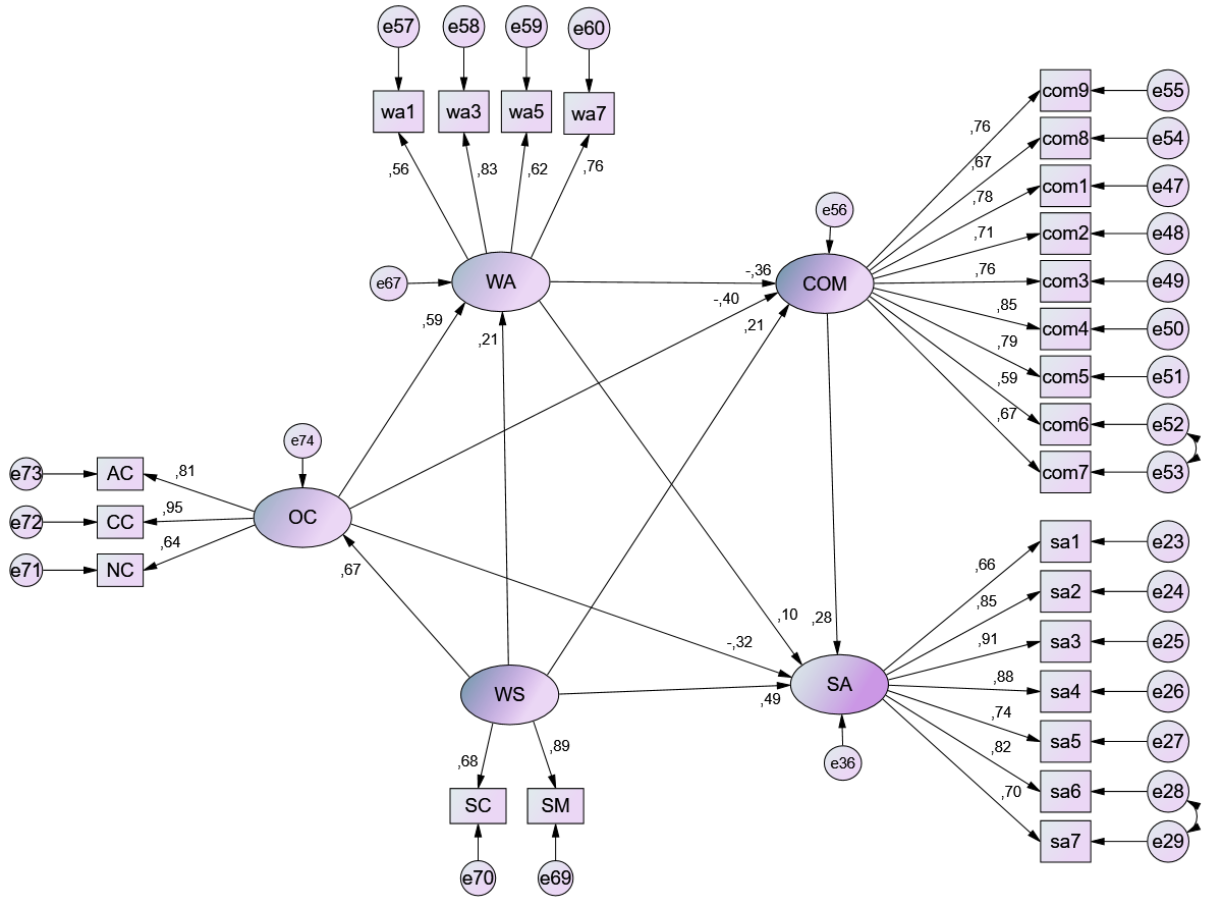 e57 e58 e59 e60
wa1 wa3 wa5 wa7
,56 ,83 ,62 ,76
e67 WA
e56
COM
-,36
-,40
,21
,59
,21
,76 com9 e55
,67 com8 e54
,78 com1 e47
,71 com2 e48
,76 com3 e49
,85 com4 e50
,79 com5 e51
,59 com6 e52
,67 com7 e53
e74
OC
e73 AC ,81
e72 CC ,95
e71 NC ,64
,67
,10 ,28
-,32
,49
WS
SA
e36
,68 ,89
SC SM
e70 e69
,66 sa1 e23
,85 sa2 e24
,91 sa3 e25
,88 sa4 e26
,74 sa5 e27
,82 sa6 e28
,70 sa7 e29